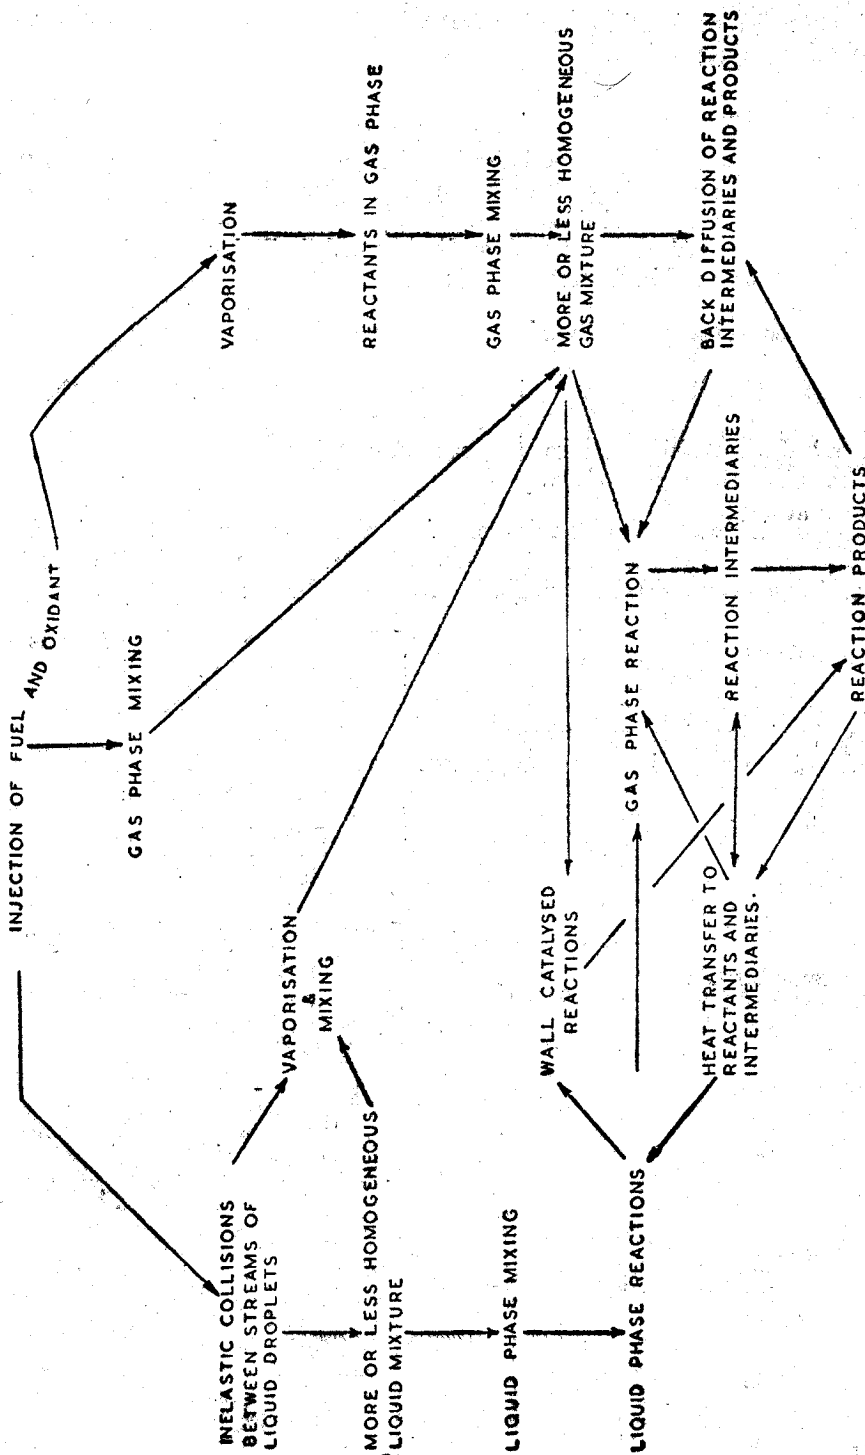 INJECTION OF FUEL AND OXIDANT
GAS PHASE MIXING
VAPORISATION
INELASTIC COLLISIONS
BETWEEN STREAMS OF
LIQUID DROPLETS
VAPORISATION
&
MIXING
REACTANTS IN GAS PHASE
MORE OR LESS HOMOGENEOUS
LIQUID MIXTURE
GAS PHASE MIXING
LIQUID PHASE MIXING
MORE OR LESS HOMOGENEOUS
GAS MIXTURE
WALL CATALYSED
REACTIONS
LIQUID PHASE REACTIONS
GAS PHASE REACTION
BACK DIFFUSION OF REACTION
INTERMEDIARIES AND PRODUCTS
HEAT TRANSFER TO
REACTANTS AND
INTERMEDIARIES.
REACTION INTERMEDIARIES
REACTION PRODUCTS